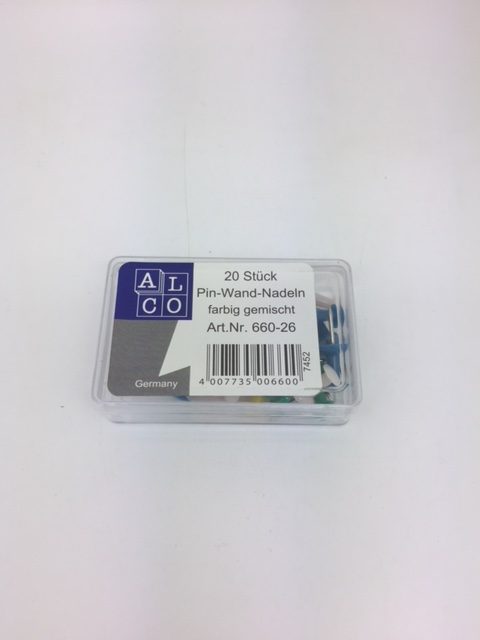 AL
CO
Germany
20 Stück
Pin-Wand-Nadeln
farbig gemischt
Art.Nr. 660-26
4 007735 006600
7452